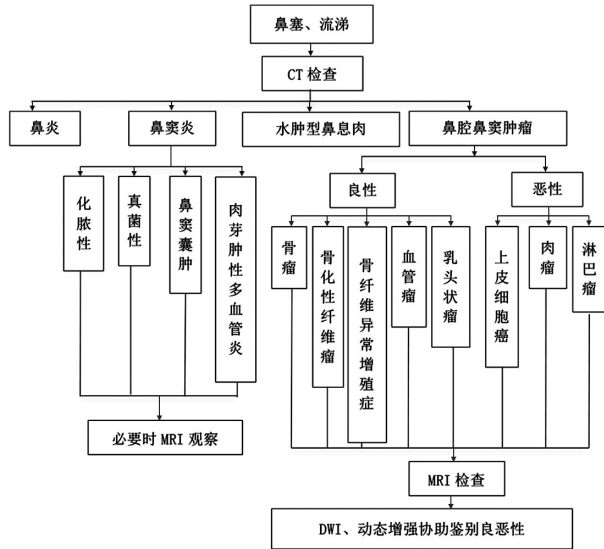 鼻塞、流涕
CT 检查
鼻炎
鼻窦炎
水肿型鼻息肉
鼻腔鼻窦肿瘤
良性
恶性
化脓性
真菌性
鼻窦囊肿
肉芽肿性多血管炎
骨瘤
骨化性纤维瘤
骨纤维异常增殖症
血管瘤
乳头状瘤
上皮细胞癌
肉瘤
淋巴瘤
必要时 MRI 观察
MRI 检查
DWI、动态增强协助鉴别良恶性